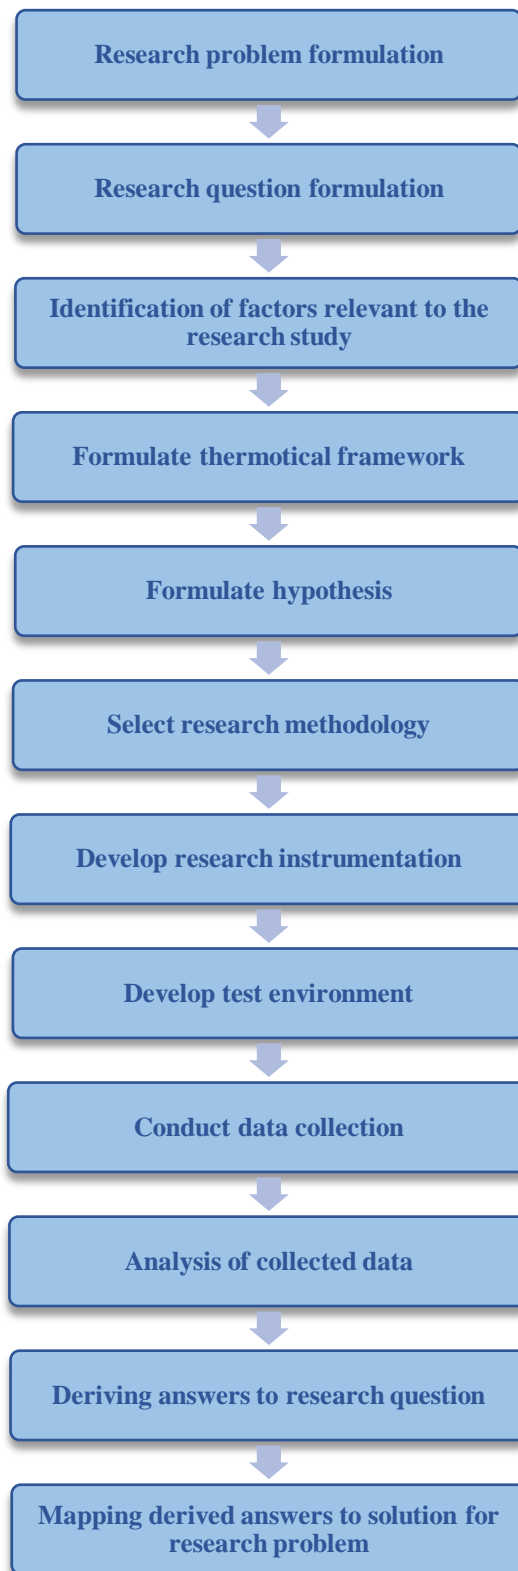 Research problem formulation
Research question formulation
Identification of factors relevant to the
research study
Formulate thermotical framework
Formulate hypothesis
Select research methodology
Develop research instrumentation
Develop test environment
Conduct data collection
Analysis of collected data
Deriving answers to research question
Mapping derived answers to solution for
research problem